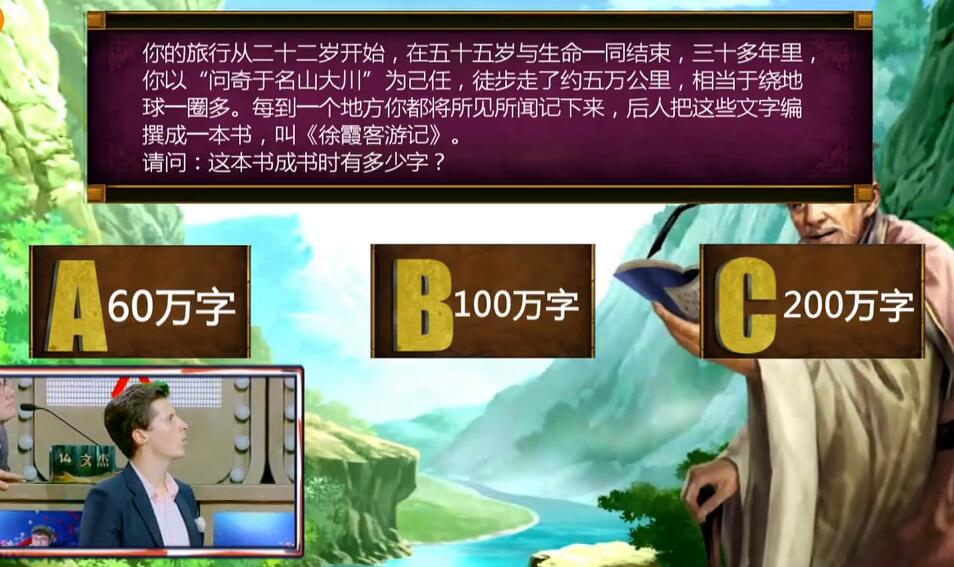 你的旅行从二十二岁开始，在五十五岁与生命一同结束，三十多年里，
你以“问奇于名山大川”为己任，徒步走了约五万公里，相当于绕地
球一圈多。每到一个地方你都将所见所闻记下来，后人把这些文字编
撰成一本书，叫《徐霞客游记》。
请问：这本书成书时有多少字？
A 60万字
B 100万字
C 200万字
14 文杰